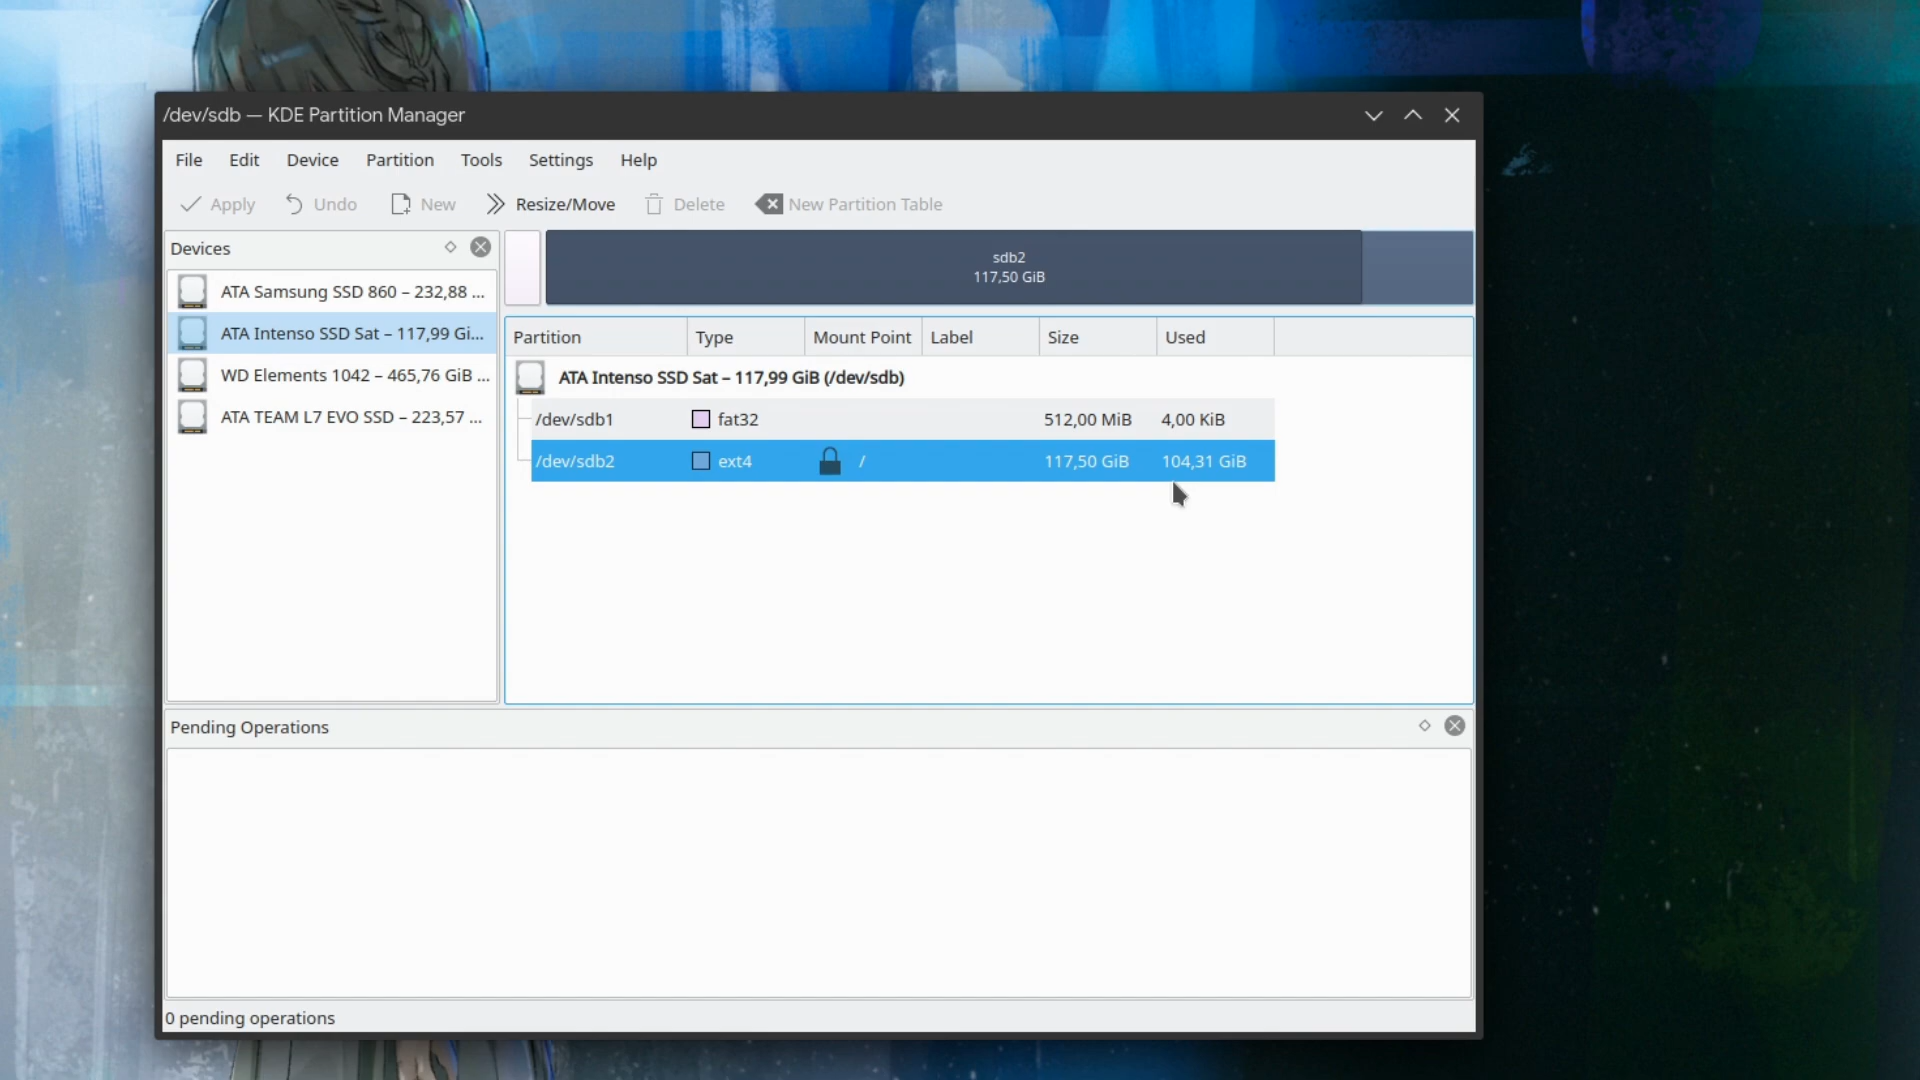 /dev/sdb — KDE Partition Manager
File Edit Device Partition Tools Settings Help
Apply Undo New Resize/Move Delete New Partition Table
Devices
ATA Samsung SSD 860 – 232,88 ...
ATA Intenso SSD Sat – 117,99 Gi...
WD Elements 1042 – 465,76 GiB ...
ATA TEAM L7 EVO SSD – 223,57 ...
sdb2
117,50 GiB
Partition Type Mount Point Label Size Used
ATA Intenso SSD Sat – 117,99 GiB (/dev/sdb)
/dev/sdb1 fat32 512,00 MiB 4,00 KiB
/dev/sdb2 ext4 / 117,50 GiB 104,31 GiB
Pending Operations
0 pending operations